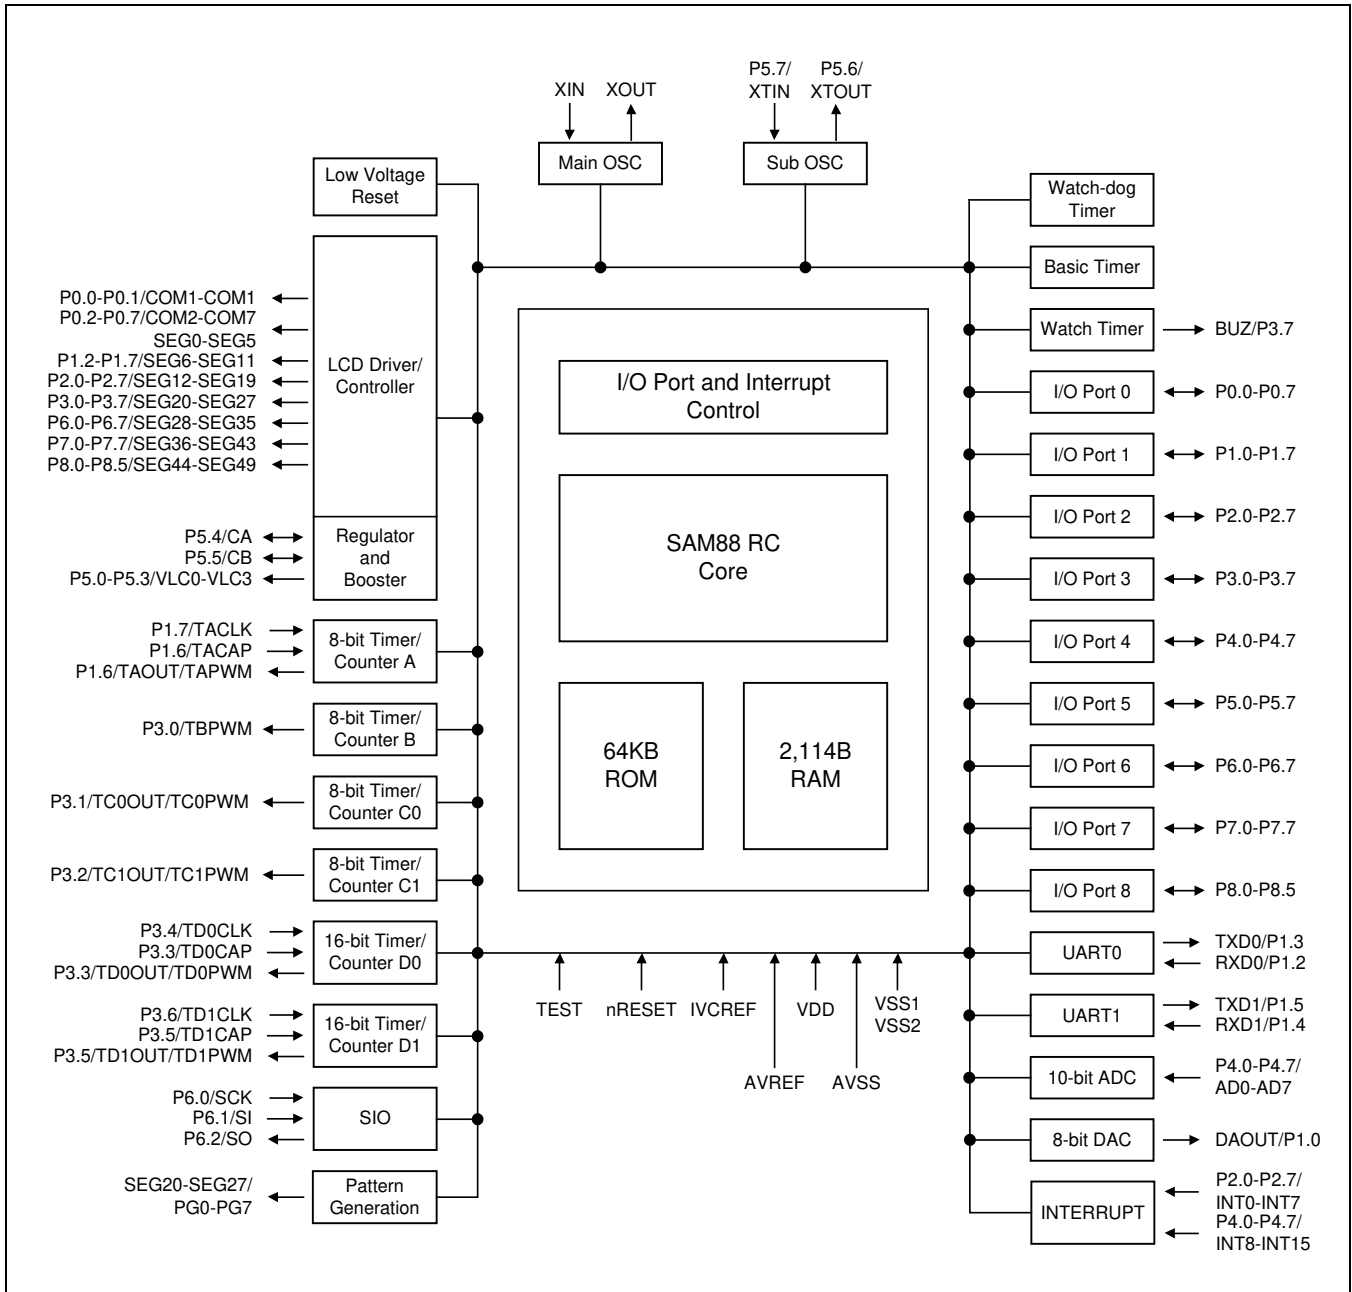 XIN
XOUT
P5.7/
XTIN
P5.6/
XTOUT
Main OSC
Sub OSC
Low Voltage
Reset
P0.0-P0.1/COM1-COM1
P0.2-P0.7/COM2-COM7
SEG0-SEG5
P1.2-P1.7/SEG6-SEG11
P2.0-P2.7/SEG12-SEG19
P3.0-P3.7/SEG20-SEG27
P6.0-P6.7/SEG28-SEG35
P7.0-P7.7/SEG36-SEG43
P8.0-P8.5/SEG44-SEG49
LCD Driver/
Controller
P5.4/CA
P5.5/CB
P5.0-P5.3/VLC0-VLC3
Regulator
and
Booster
P1.7/TACLK
P1.6/TACAP
P1.6/TAOUT/TAPWM
8-bit Timer/
Counter A
P3.0/TBPWM
8-bit Timer/
Counter B
P3.1/TC0OUT/TC0PWM
8-bit Timer/
Counter C0
P3.2/TC1OUT/TC1PWM
8-bit Timer/
Counter C1
P3.4/TD0CLK
P3.3/TD0CAP
P3.3/TD0OUT/TD0PWM
16-bit Timer/
Counter D0
P3.6/TD1CLK
P3.5/TD1CAP
P3.5/TD1OUT/TD1PWM
16-bit Timer/
Counter D1
P6.0/SCK
P6.1/SI
P6.2/SO
SIO
SEG20-SEG27/
PG0-PG7
Pattern
Generation
I/O Port and Interrupt
Control
SAM88 RC
Core
64KB
ROM
2,114B
RAM
TEST
nRESET
IVCREF
AVREF
VDD
AVSS
VSS1
VSS2
Watch-dog
Timer
Basic Timer
Watch Timer
BUZ/P3.7
I/O Port 0
P0.0-P0.7
I/O Port 1
P1.0-P1.7
I/O Port 2
P2.0-P2.7
I/O Port 3
P3.0-P3.7
I/O Port 4
P4.0-P4.7
I/O Port 5
P5.0-P5.7
I/O Port 6
P6.0-P6.7
I/O Port 7
P7.0-P7.7
I/O Port 8
P8.0-P8.5
UART0
TXD0/P1.3
RXD0/P1.2
UART1
TXD1/P1.5
RXD1/P1.4
10-bit ADC
P4.0-P4.7/
AD0-AD7
8-bit DAC
DAOUT/P1.0
INTERRUPT
P2.0-P2.7/
INT0-INT7
P4.0-P4.7/
INT8-INT15